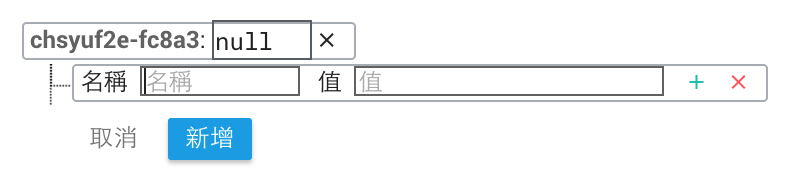 chsyuf2e-fc8a3: null ×
名稱 名稱 值 值 + ×
取消 新增